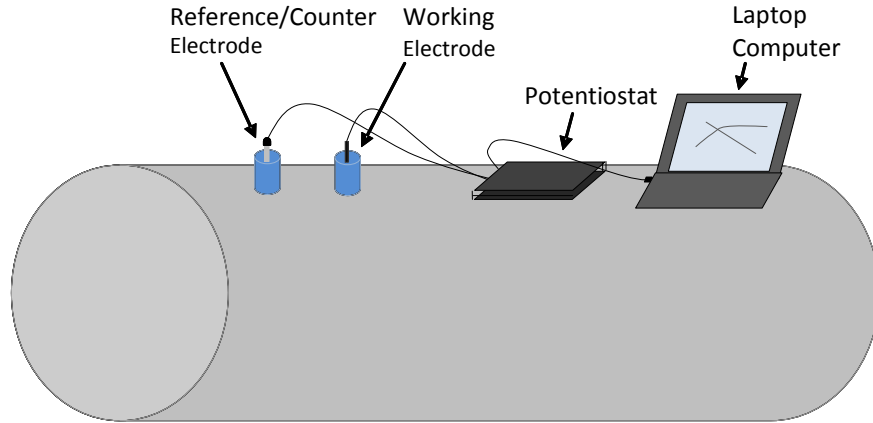 Reference/Counter
Electrode
Working
Electrode
Potentiostat
Laptop
Computer